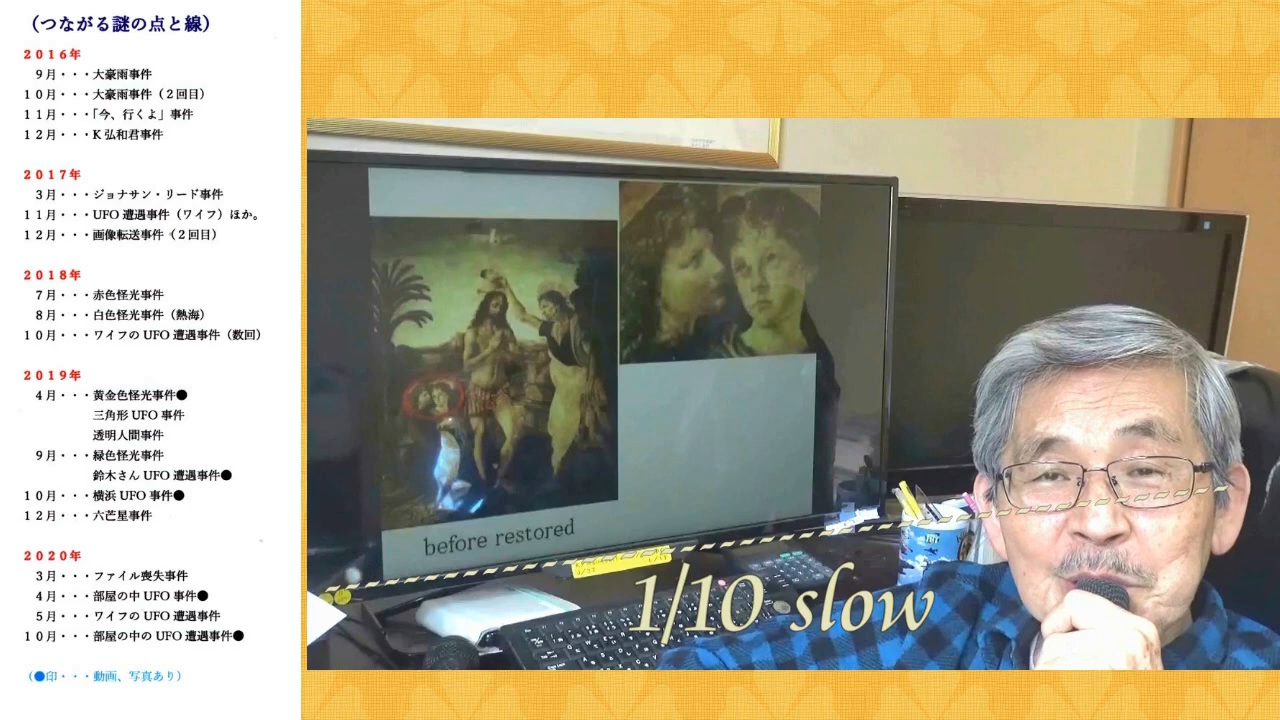 （つながる謎の点と線）
２０１６年
９月・・・大豪雨事件
１０月・・・大豪雨事件（２回目）
１１月・・・「今、行くよ」事件
１２月・・・K 弘和君事件
２０１７年
３月・・・ジョナサン・リード事件
１１月・・・UFO 遭遇事件（ワイフ）ほか。
１２月・・・画像転送事件（２回目）
２０１８年
７月・・・赤色怪光事件
８月・・・白色怪光事件（熱海）
１０月・・・ワイフの UFO 遭遇事件（数回）
２０１９年
４月・・・黄金色怪光事件●
三角形 UFO 事件
透明人間事件
９月・・・緑色怪光事件
鈴木さん UFO 遭遇事件●
１０月・・・横浜 UFO 事件●
１２月・・・六芒星事件
２０２０年
３月・・・ファイル喪失事件
４月・・・部屋の中 UFO 事件●
５月・・・ワイフの UFO 遭遇事件
１０月・・・部屋の中の UFO 遭遇事件●
（●印・・・動画、写真あり）
before restored
1/10 slow